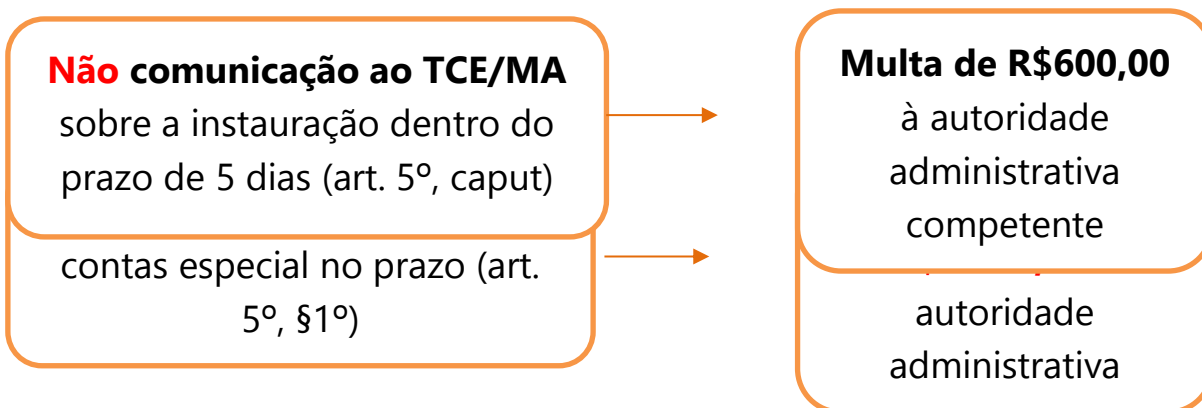 Não comunicação ao TCE/MA
sobre a instauração dentro do
prazo de 5 dias (art. 5º, caput)
contas especial no prazo (art.
5º, §1º)
Multa de R$600,00
à autoridade
administrativa
competente
autoridade
administrativa